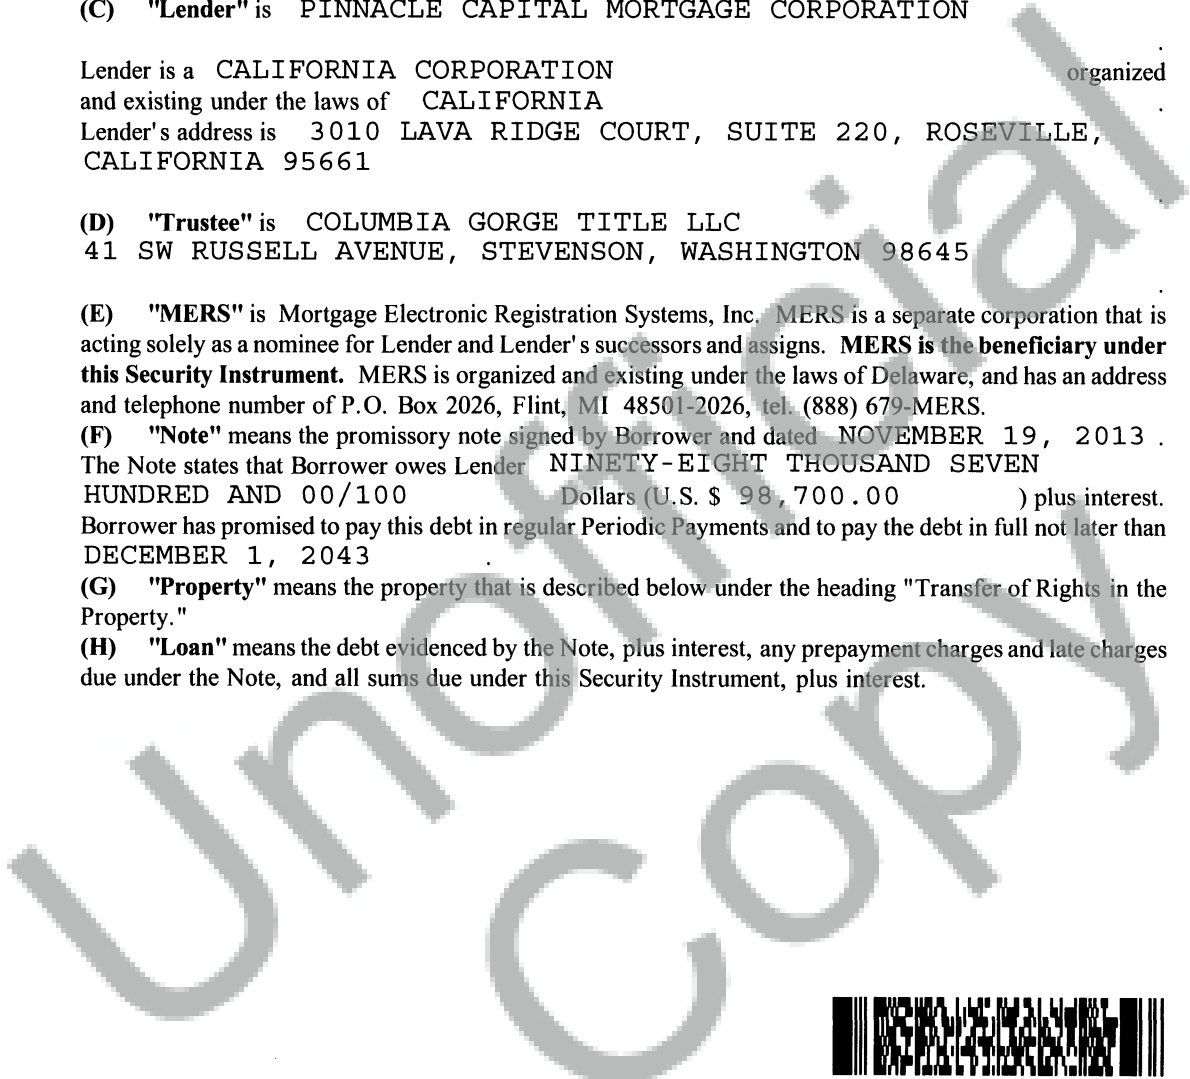 (C) "Lender" is PINNACLE CAPITAL MORTGAGE CORPORATION
.
Lender is a CALIFORNIA CORPORATION organized
and existing under the laws of CALIFORNIA .
Lender's address is 3010 LAVA RIDGE COURT, SUITE 220, ROSEVILLE,
CALIFORNIA 95661
.
(D) "Trustee" is COLUMBIA GORGE TITLE LLC
41 SW RUSSELL AVENUE, STEVENSON, WASHINGTON 98645
.
(E) "MERS" is Mortgage Electronic Registration Systems, Inc. MERS is a separate corporation that is
acting solely as a nominee for Lender and Lender's successors and assigns. MERS is the beneficiary under
this Security Instrument. MERS is organized and existing under the laws of Delaware, and has an address
and telephone number of P.O. Box 2026, Flint, MI 48501-2026, tel. (888) 679-MERS.
(F) "Note" means the promissory note signed by Borrower and dated NOVEMBER 19, 2013 .
The Note states that Borrower owes Lender NINETY-EIGHT THOUSAND SEVEN
HUNDRED AND 00/100 Dollars (U.S. $ 98,700.00 ) plus interest.
Borrower has promised to pay this debt in regular Periodic Payments and to pay the debt in full not later than
DECEMBER 1, 2043 .
(G) "Property" means the property that is described below under the heading "Transfer of Rights in the
Property."
(H) "Loan" means the debt evidenced by the Note, plus interest, any prepayment charges and late charges
due under the Note, and all sums due under this Security Instrument, plus interest.
Unofficial
Copy